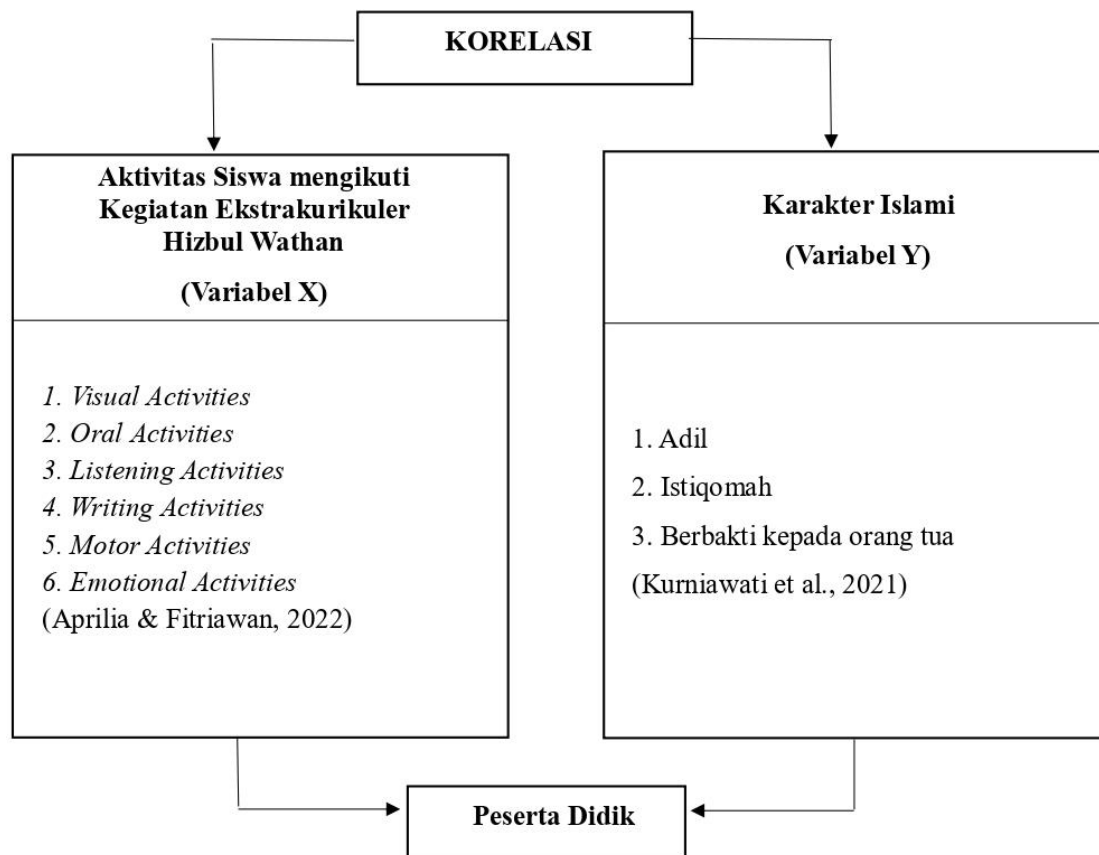 KORELASI
Aktivitas Siswa mengikuti
Kegiatan Ekstrakurikuler
Hizbul Wathan
(Variabel X)
1. Visual Activities
2. Oral Activities
3. Listening Activities
4. Writing Activities
5. Motor Activities
6. Emotional Activities
(Aprilia & Fitriawan, 2022)
Karakter Islami
(Variabel Y)
1. Adil
2. Istiqomah
3. Berbakti kepada orang tua
(Kurniawati et al., 2021)
Peserta Didik